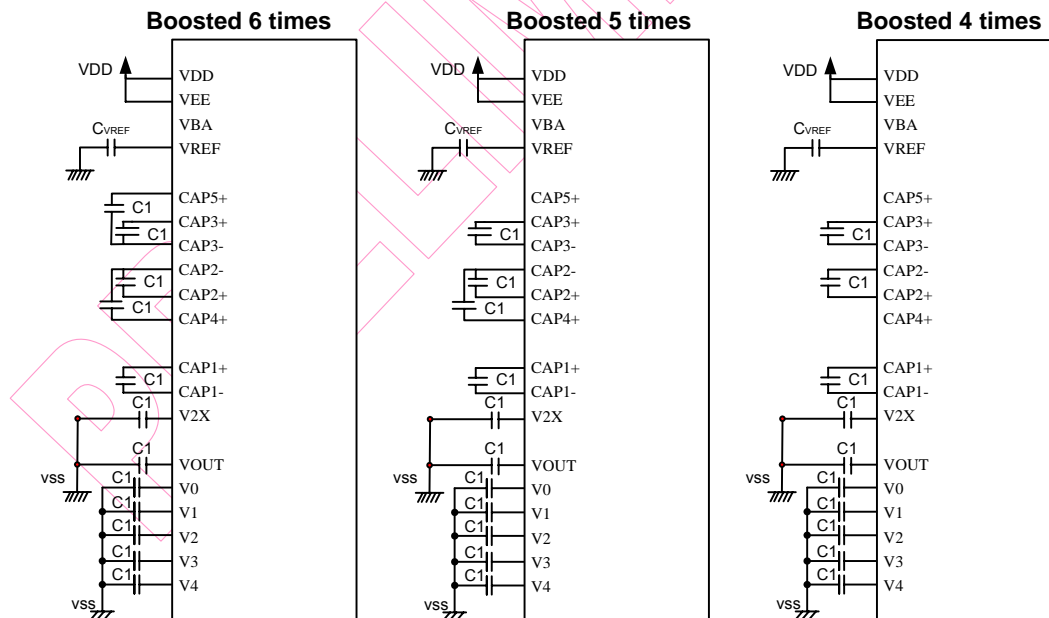 Boosted 6 times
VDD
VDD
VEE
VBA
CVREF
VREF
CAP5+
C1
CAP3+
C1
CAP3-
CAP2-
C1
CAP2+
C1
CAP4+
CAP1+
C1
CAP1-
C1
V2X
C1
VOUT
vss
C1
V0
C1
V1
C1
V2
C1
V3
C1
V4
vss
Boosted 5 times
VDD
VDD
VEE
VBA
CVREF
VREF
CAP5+
CAP3+
C1
CAP3-
CAP2-
C1
CAP2+
C1
CAP4+
CAP1+
C1
CAP1-
C1
V2X
C1
VOUT
vss
C1
V0
C1
V1
C1
V2
C1
V3
C1
V4
vss
Boosted 4 times
VDD
VDD
VEE
VBA
CVREF
VREF
CAP5+
CAP3+
C1
CAP3-
CAP2-
C1
CAP2+
CAP4+
CAP1+
C1
CAP1-
C1
V2X
C1
VOUT
vss
C1
V0
C1
V1
C1
V2
C1
V3
C1
V4
vss